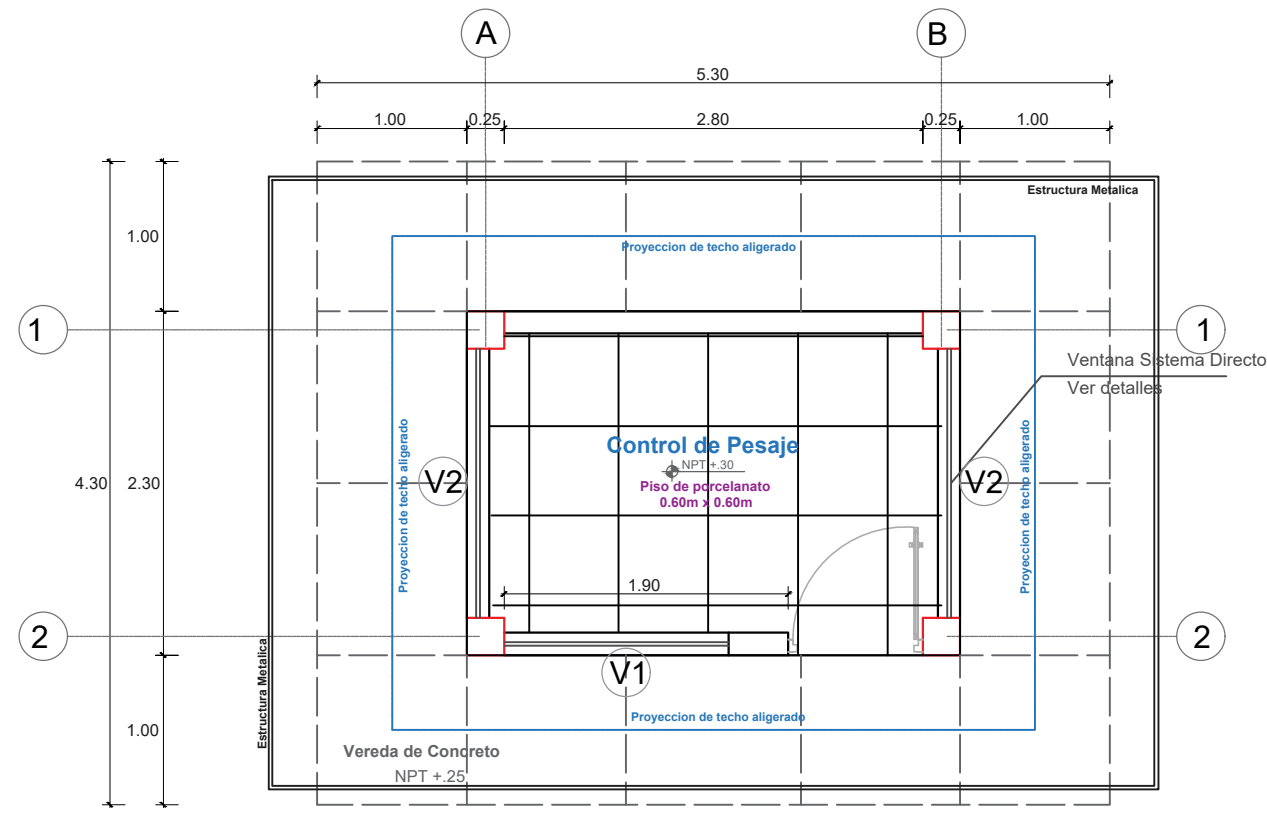 A
B
5.30
1.00
0.25
2.80
0.25
1.00
Estructura Metalica
1.00
Proyeccion de techo aligerado
1
1
Ventana Sistema Directo
Ver detalles
Control de Pesaje
NPT +.30
Piso de porcelanato
0.60m x 0.60m
4.30
2.30
V2
V2
Proyeccion de techo aligerado
Proyeccion de techo aligerado
1.90
2
2
V1
Estructura Metalica
Proyeccion de techo aligerado
1.00
Vereda de Concreto
NPT +.25